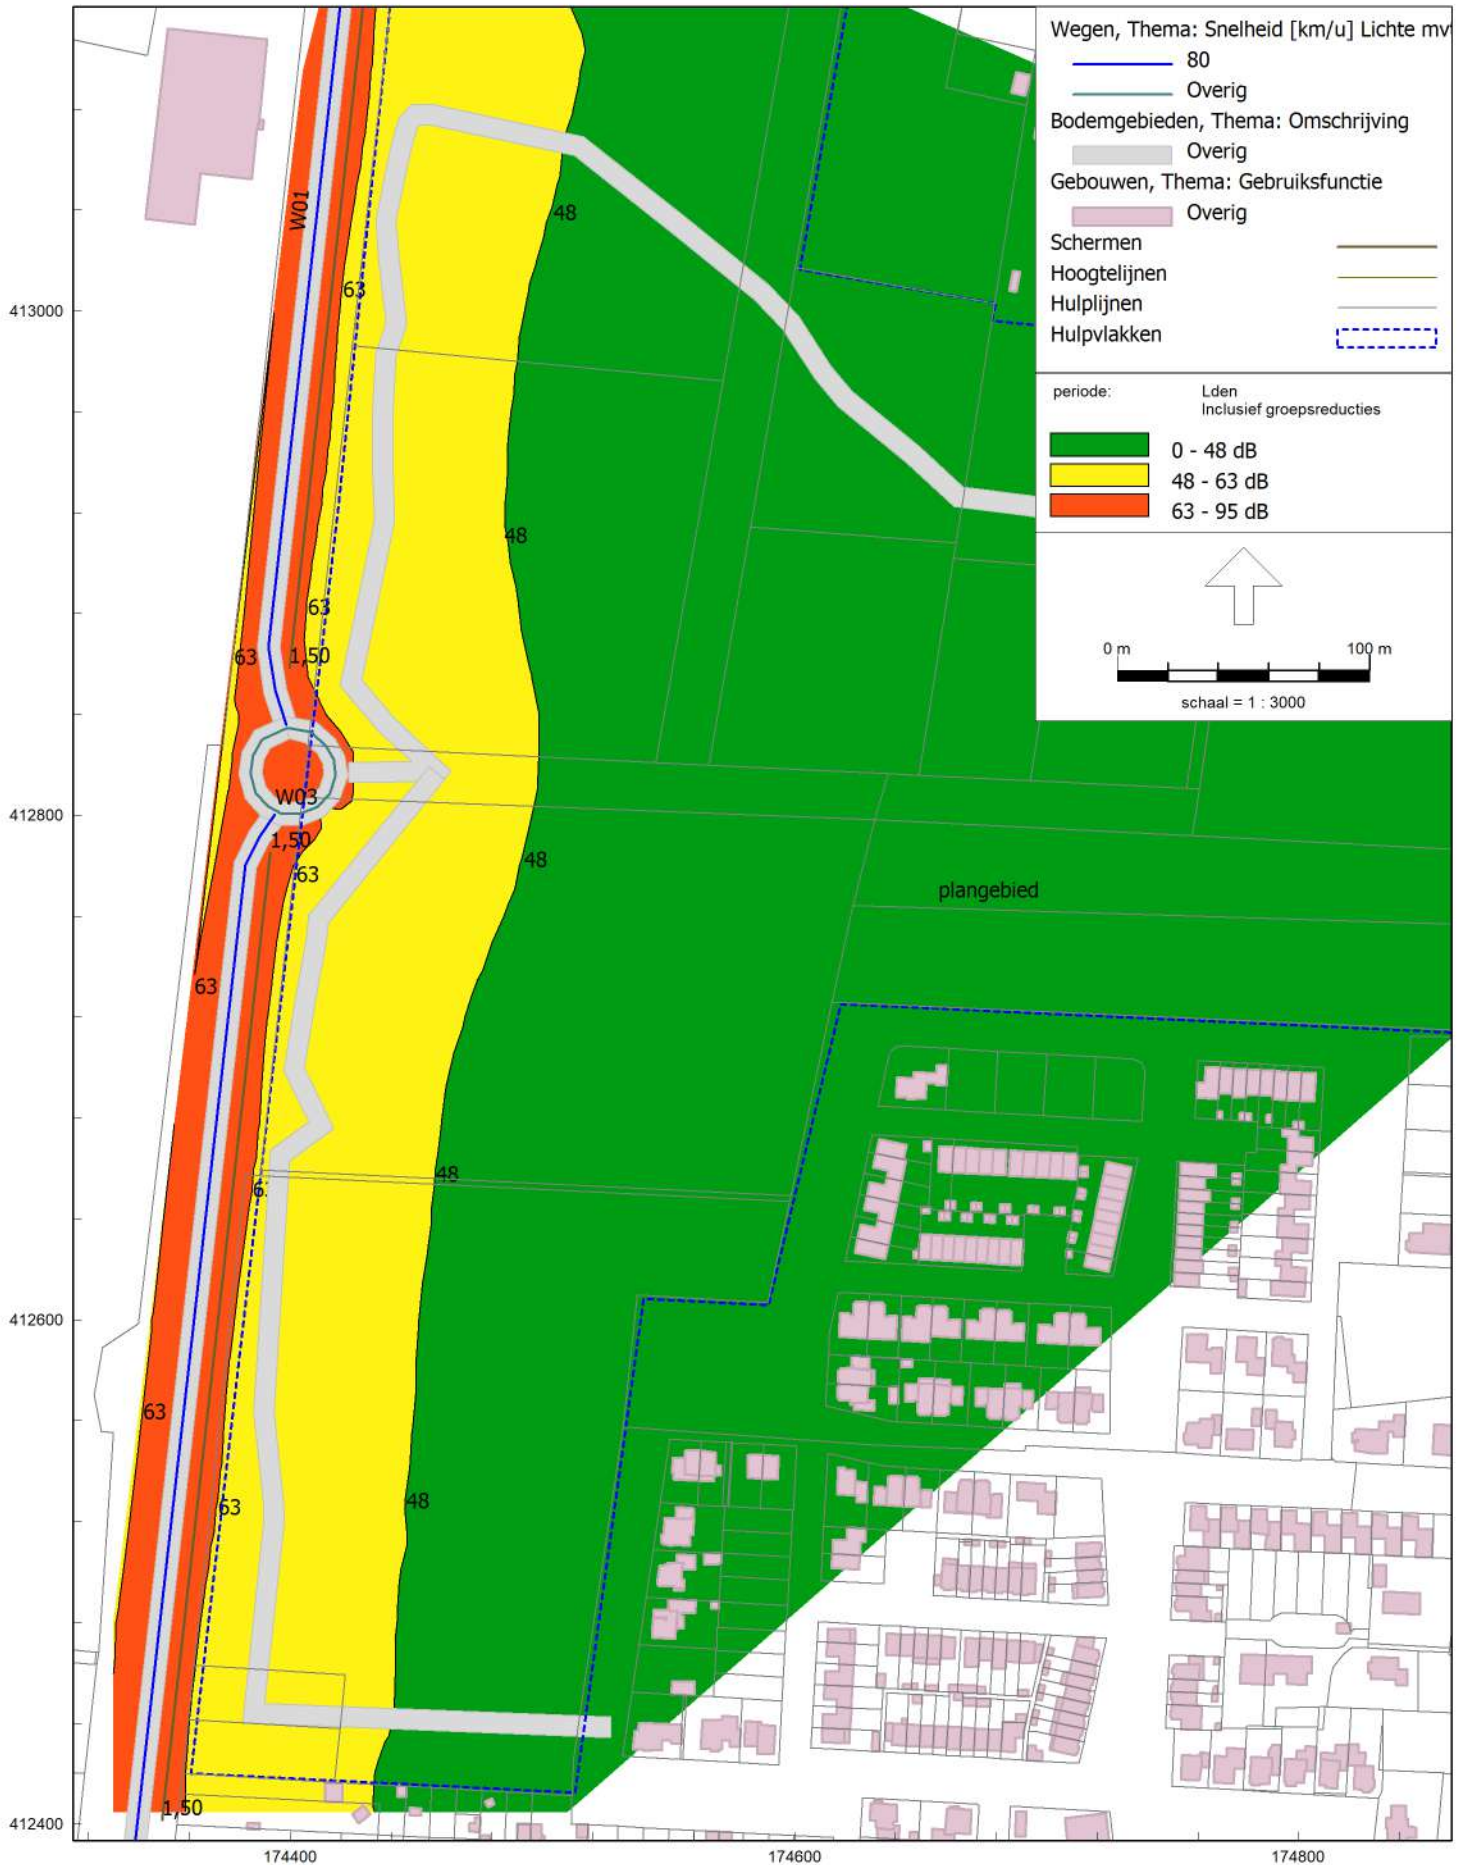 Wegen, Thema: Snelheid [km/u] Lichte mv
80
Overig
Bodemgebieden, Thema: Omschrijving
Overig
Gebouwen, Thema: Gebruiksfunctie
Overig
Schermen
Hoogtelijnen
Hulplijnen
Hulpvlakken
periode:
Lden
Inclusief groepsreducties
0 - 48 dB
48 - 63 dB
63 - 95 dB
0 m
100 m
schaal = 1 : 3000
W01
48
63
413000
48
63
63
1,50
W03
412800
1,50
48
63
plangebied
63
48
6
412600
63
48
63
1,50
412400
174400
174600
174800